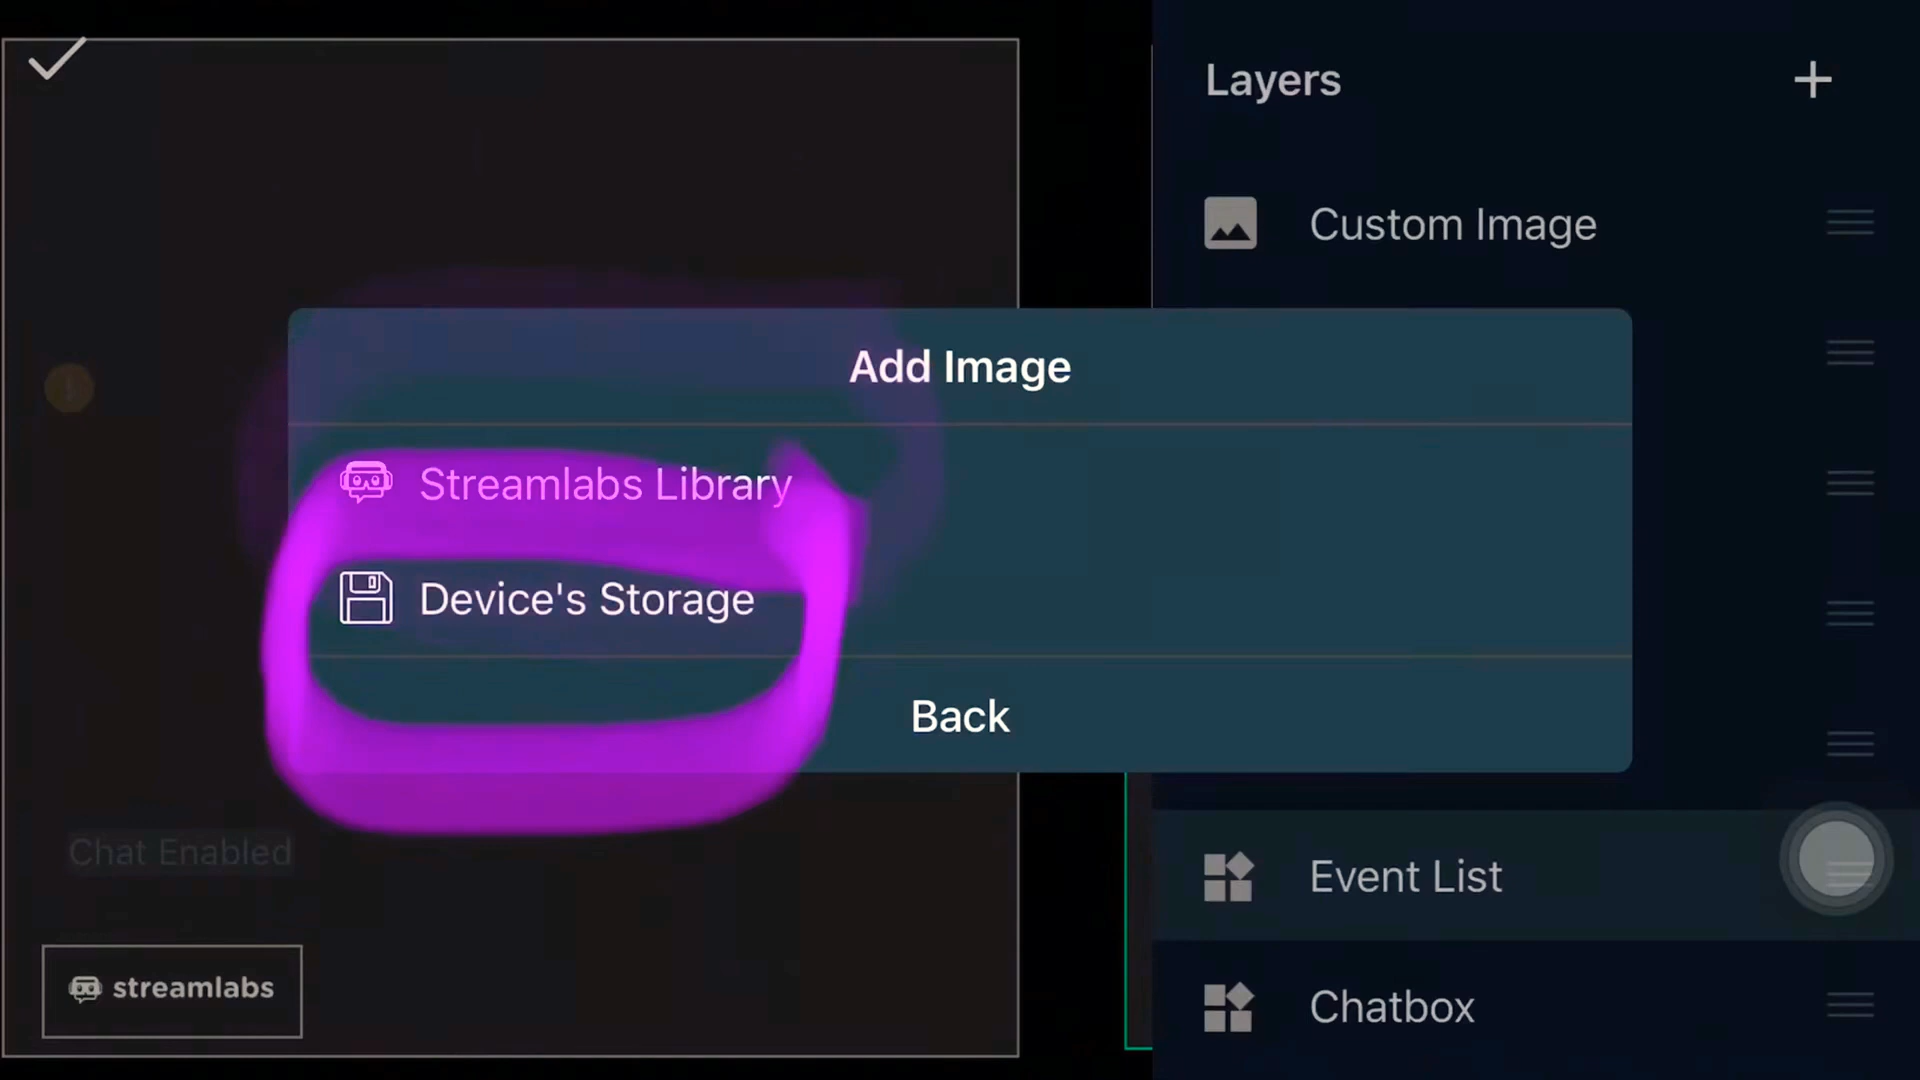 Layers
Custom Image
Add Image
Streamlabs Library
Device's Storage
Back
Chat Enabled
Event List
streamlabs
Chatbox